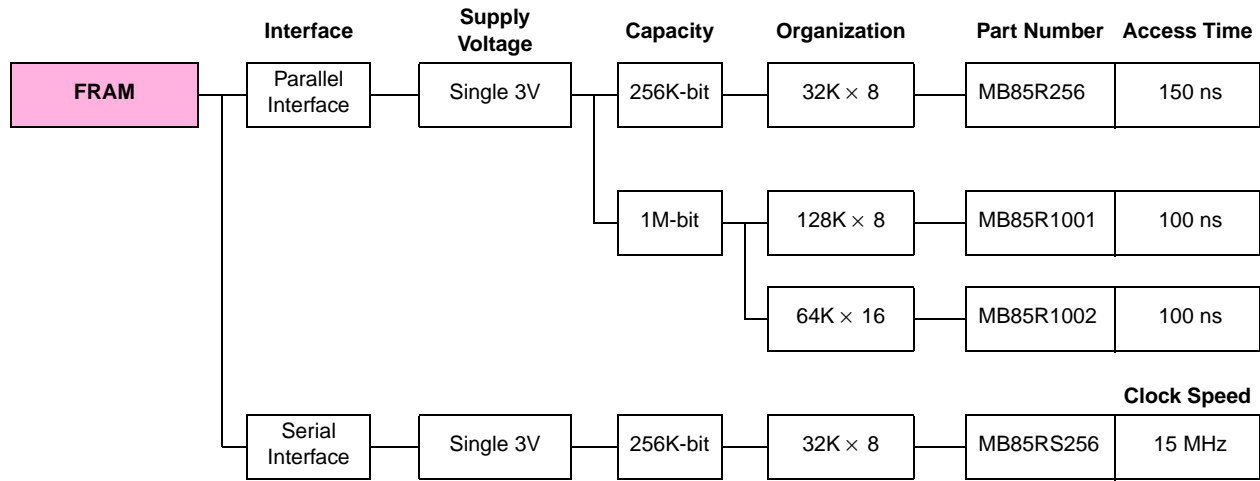 Interface Supply Voltage Capacity Organization Part Number Access Time
FRAM Parallel Interface Single 3V 256K-bit 32K × 8 MB85R256 150 ns
1M-bit 128K × 8 MB85R1001 100 ns
64K × 16 MB85R1002 100 ns
Clock Speed
Serial Interface Single 3V 256K-bit 32K × 8 MB85RS256 15 MHz